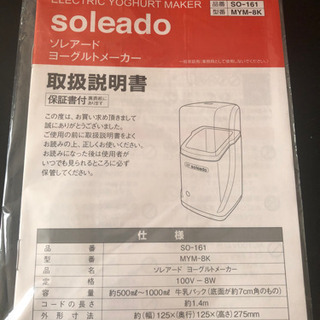 ELECTRIC YOGHURT MAKER
品番 SO-161
型番 MYM-8K
soleado
ソレアード
ヨーグルトメーカー
取扱説明書
保証書付
この度は、お買い求め頂きまして
誠にありがとうございました。
ご使用の前に取扱説明書をよく
お読みの上、正しくお使いください。
お読みになった後は使用者が
いつでも見られるところに必ず
保管してください。
soleado
仕様
品番 SO-161
型番 MYM-8K
品名 ソレアード ヨーグルトメーカー
定格 100V-8W
容量 約500mℓ~1000mℓ 牛乳パック(底面が約7cm角のもの)
コードの長さ 約1.4m
外形寸法 約(幅)125×(奥行)125×(高さ)275mm